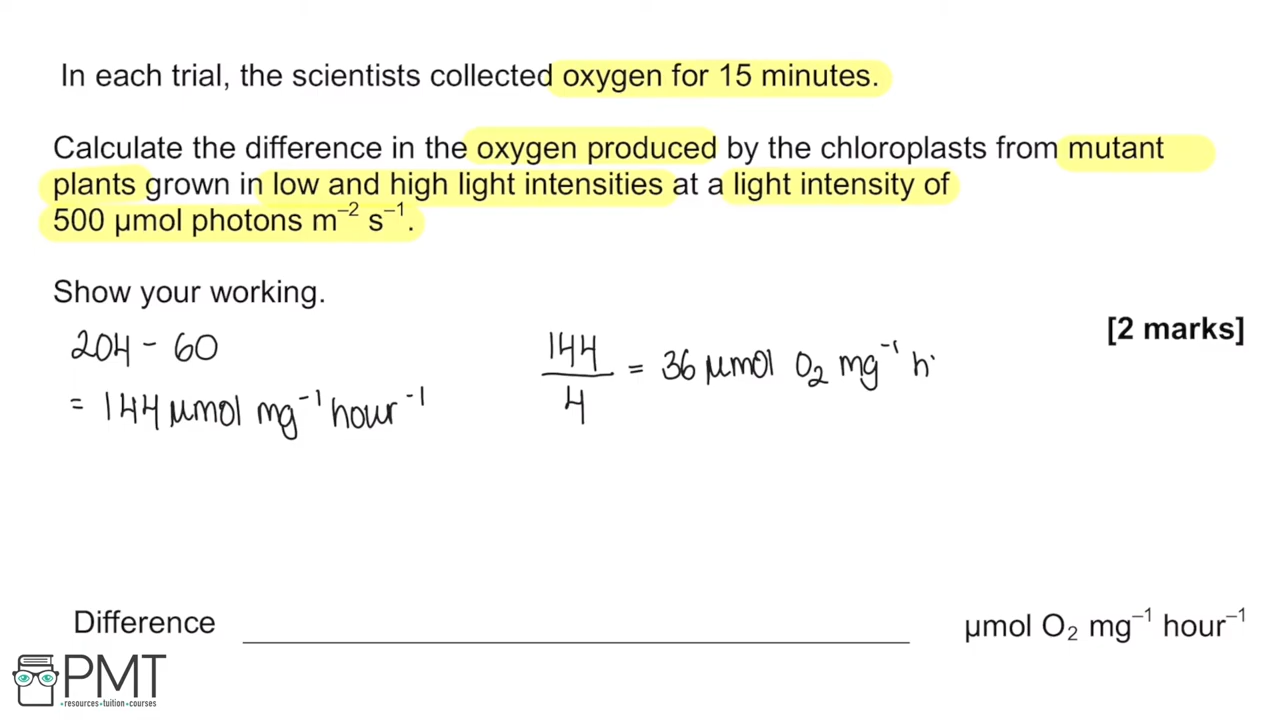 In each trial, the scientists collected oxygen for 15 minutes.
Calculate the difference in the oxygen produced by the chloroplasts from mutant
plants grown in low and high light intensities at a light intensity of
500 µmol photons m⁻² s⁻¹.
Show your working.
[2 marks]
204 - 60
= 144 µmol mg⁻¹ hour⁻¹
144
4
= 36 µmol O₂ mg⁻¹ h
Difference
µmol O₂ mg⁻¹ hour⁻¹
PMT
•resources•tuition•courses